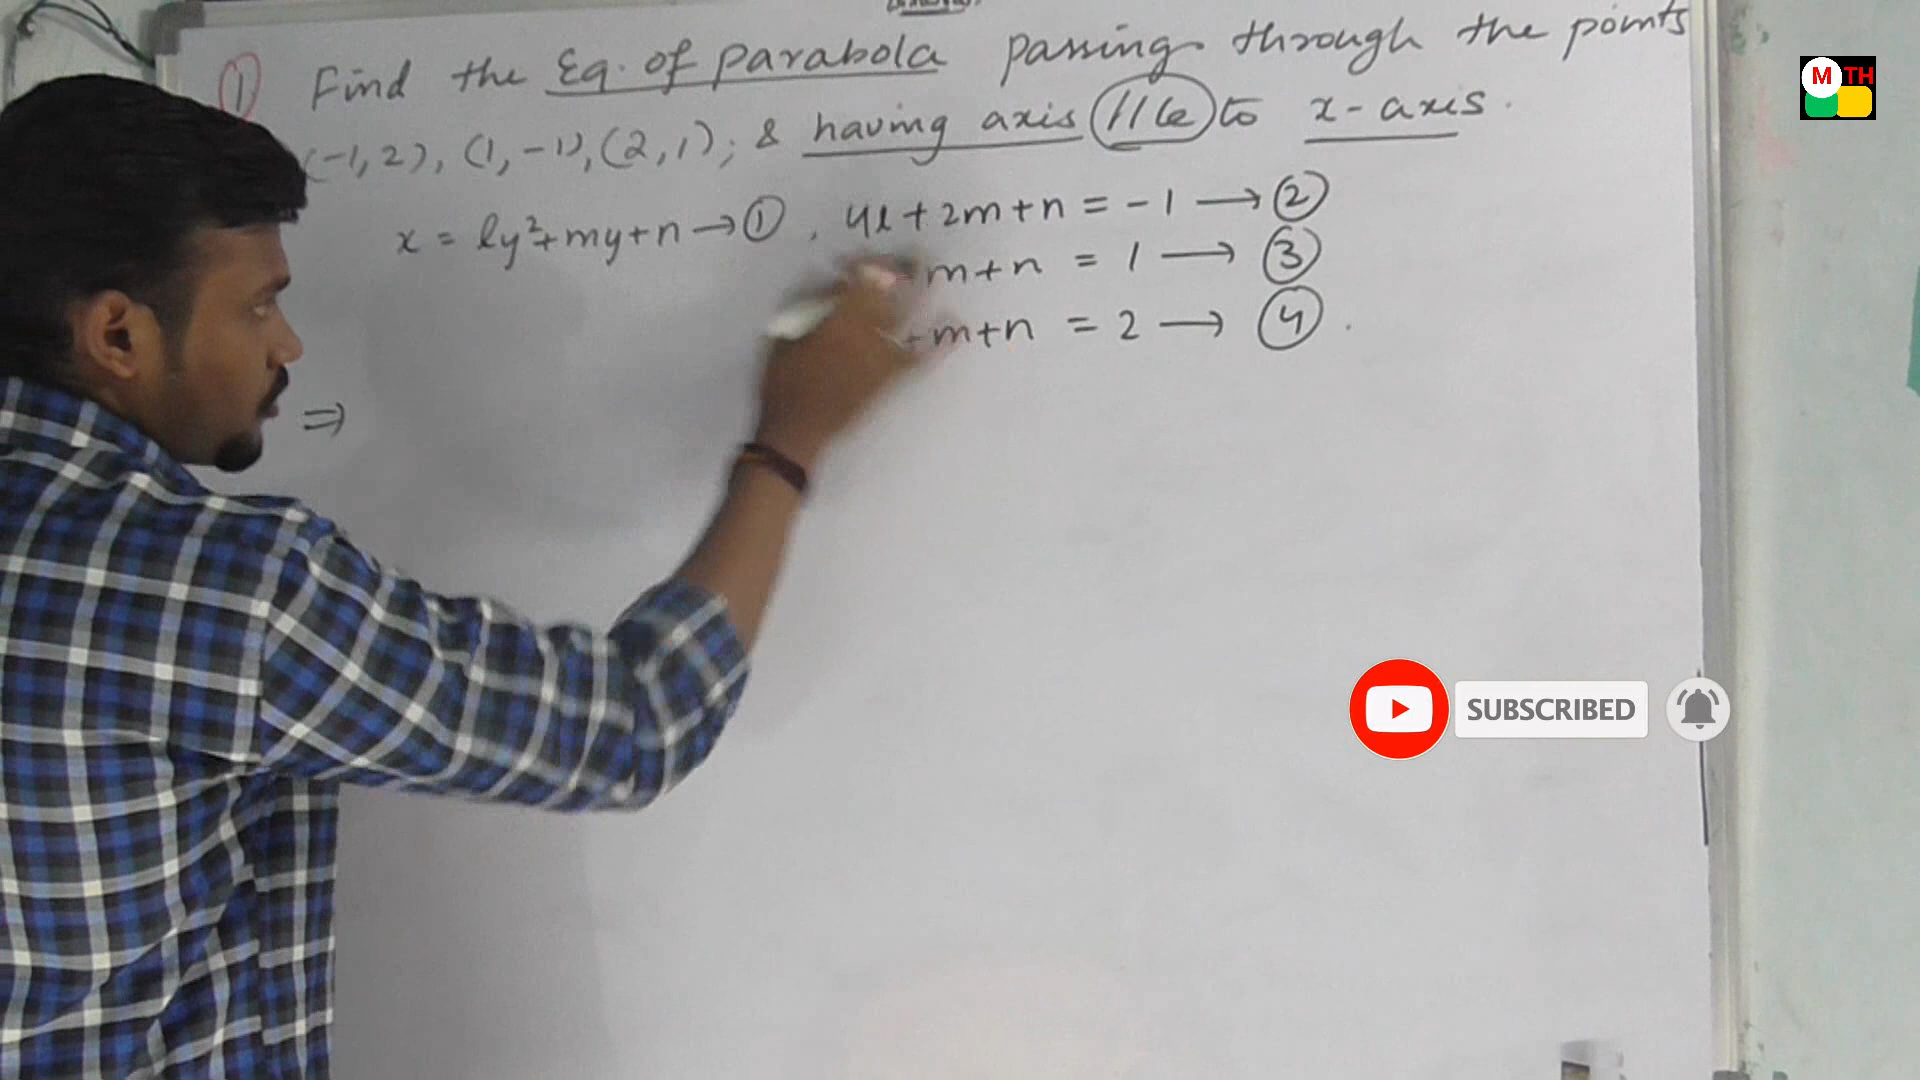 ① Find the Eq. of parabola passing through the points
(-1, 2), (1, -1), (2, 1); & having axis ||le to x-axis.
x = ly²+my+n → ① , 4l + 2m + n = -1 → ②
m + n = 1 → ③
+ m + n = 2 → ④ .
⇒
M TH
SUBSCRIBED